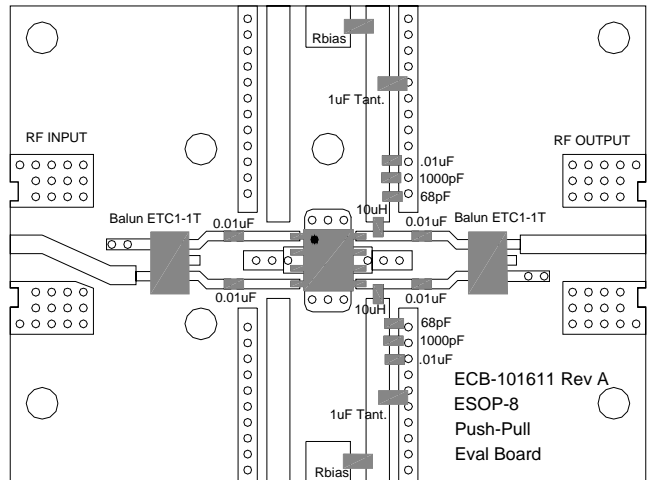 Rbias
1uF Tant.
RF INPUT
RF OUTPUT
.01uF
1000pF
68pF
10uH
Balun ETC1-1T
0.01uF
0.01uF
Balun ETC1-1T
0.01uF
0.01uF
10uH
68pF
1000pF
.01uF
1uF Tant.
Rbias
ECB-101611 Rev A
ESOP-8
Push-Pull
Eval Board